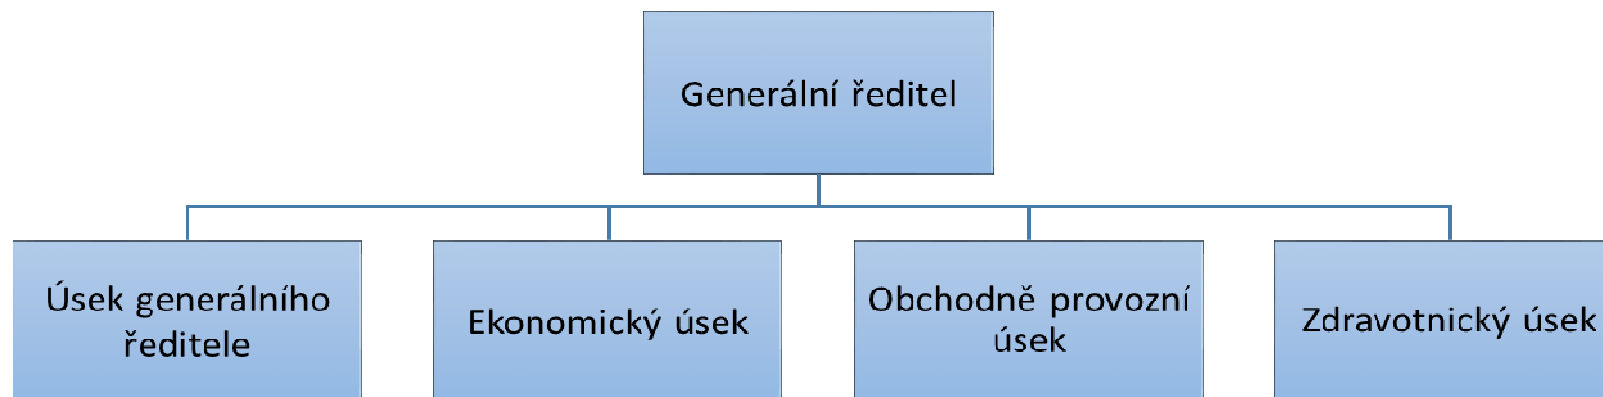 Generální ředitel
Úsek generálního
ředitele
Ekonomický úsek
Obchodně provozní
úsek
Zdravotnický úsek